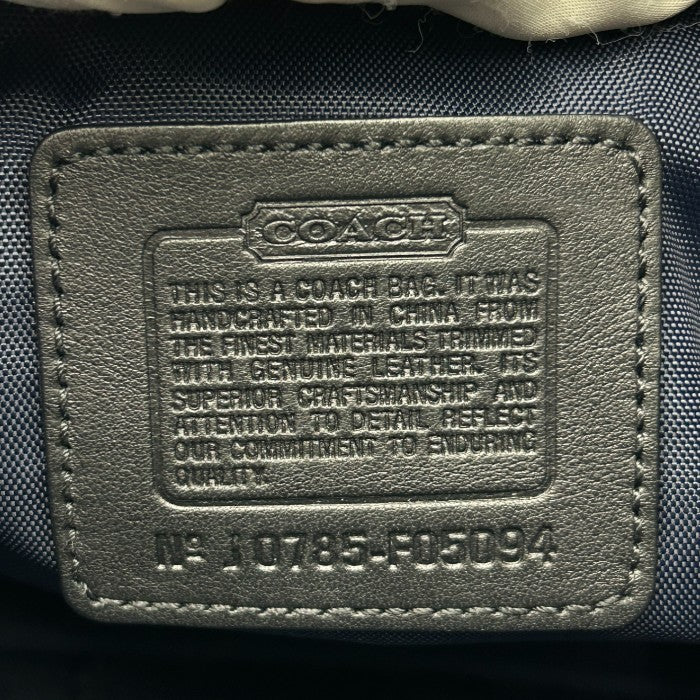 COACH
THIS IS A COACH BAG. IT WAS
HANDCRAFTED IN CHINA FROM
THE FINEST MATERIALS TRIMMED
WITH GENUINE LEATHER. ITS
SUPERIOR CRAFTSMANSHIP AND
ATTENTION TO DETAIL REFLECT
OUR COMMITMENT TO ENDURING
QUALITY.
Nº J0785-F05094